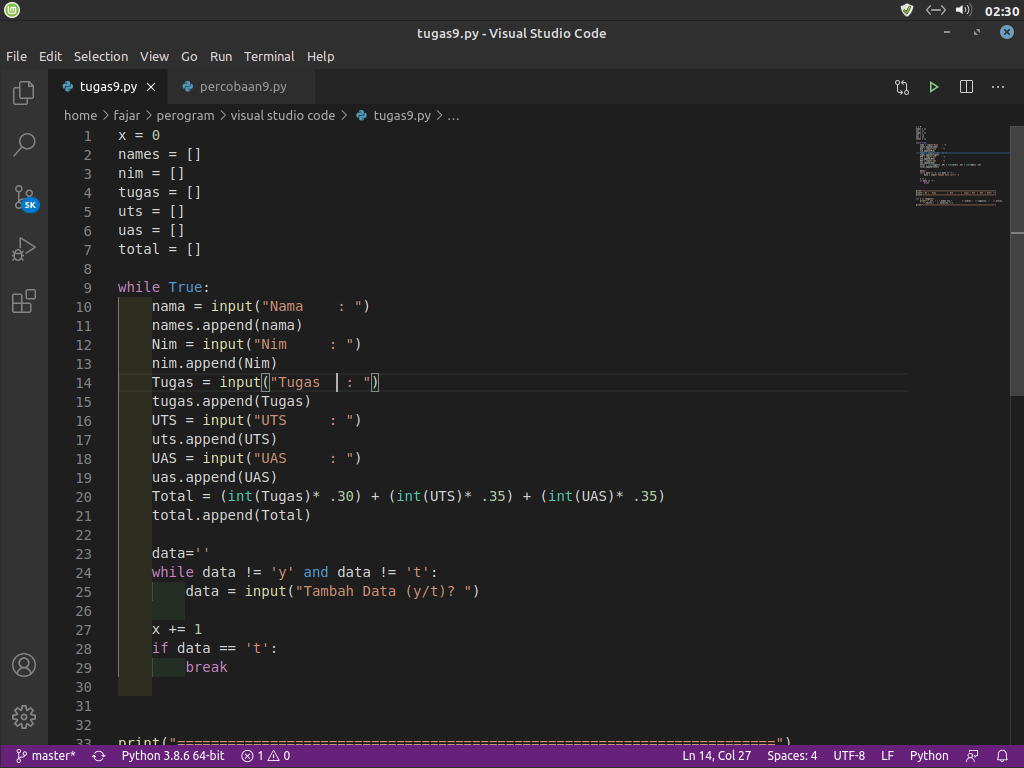 02:30
tugas9.py - Visual Studio Code
File Edit Selection View Go Run Terminal Help
tugas9.py percobaan9.py
home > fajar > perogram > visual studio code > tugas9.py > ...
5K
1 x = 0
2 names = []
3 nim = []
4 tugas = []
5 uts = []
6 uas = []
7 total = []
8
9 while True:
10     nama = input("Nama    : ")
11     names.append(nama)
12     Nim = input("Nim     : ")
13     nim.append(Nim)
14     Tugas = input("Tugas   : ")
15     tugas.append(Tugas)
16     UTS = input("UTS     : ")
17     uts.append(UTS)
18     UAS = input("UAS     : ")
19     uas.append(UAS)
20     Total = (int(Tugas)* .30) + (int(UTS)* .35) + (int(UAS)* .35)
21     total.append(Total)
22
23     data=''
24     while data != 'y' and data != 't':
25         data = input("Tambah Data (y/t)? ")
26
27     x += 1
28     if data == 't':
29         break
30
31
32
33 print("=======================================================================")
master* Python 3.8.6 64-bit 1 0 Ln 14, Col 27 Spaces: 4 UTF-8 LF Python